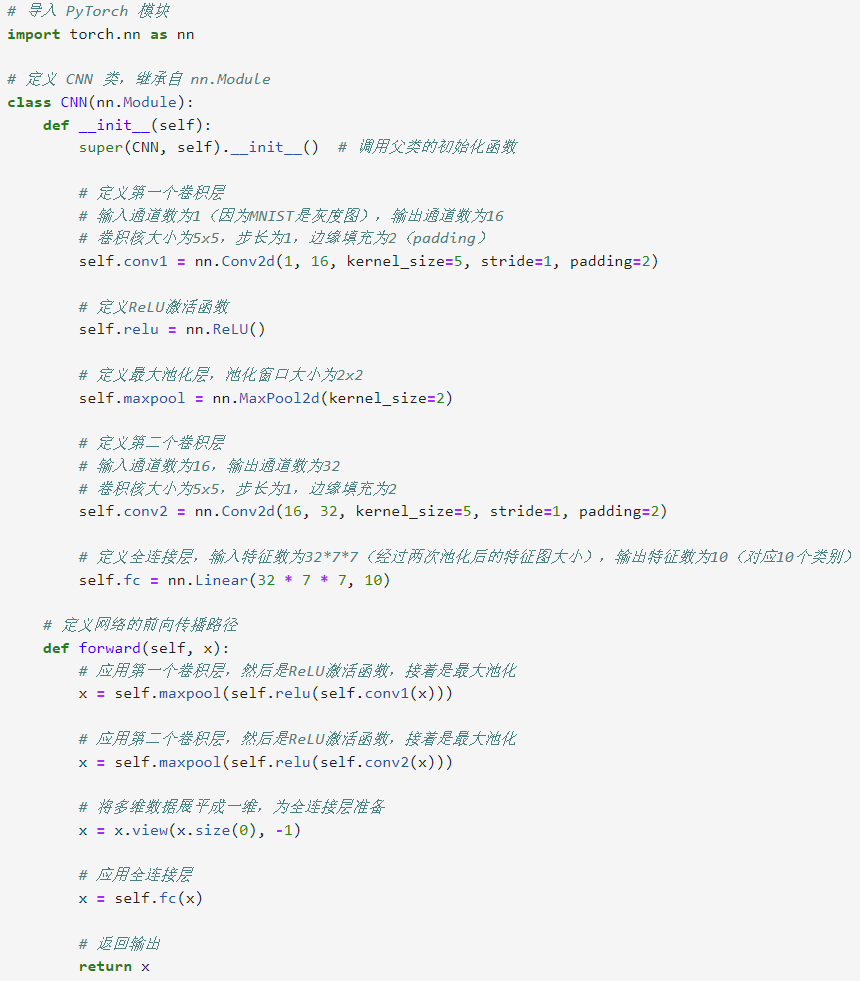 # 导入 PyTorch 模块
import torch.nn as nn
# 定义 CNN 类，继承自 nn.Module
class CNN(nn.Module):
    def __init__(self):
        super(CNN, self).__init__()  # 调用父类的初始化函数
        # 定义第一个卷积层
        # 输入通道数为1（因为MNIST是灰度图），输出通道数为16
        # 卷积核大小为5x5，步长为1，边缘填充为2（padding）
        self.conv1 = nn.Conv2d(1, 16, kernel_size=5, stride=1, padding=2)
        # 定义ReLU激活函数
        self.relu = nn.ReLU()
        # 定义最大池化层，池化窗口大小为2x2
        self.maxpool = nn.MaxPool2d(kernel_size=2)
        # 定义第二个卷积层
        # 输入通道数为16，输出通道数为32
        # 卷积核大小为5x5，步长为1，边缘填充为2
        self.conv2 = nn.Conv2d(16, 32, kernel_size=5, stride=1, padding=2)
        # 定义全连接层，输入特征数为32*7*7（经过两次池化后的特征图大小），输出特征数为10（对应10个类别）
        self.fc = nn.Linear(32 * 7 * 7, 10)
    # 定义网络的前向传播路径
    def forward(self, x):
        # 应用第一个卷积层，然后是ReLU激活函数，接着是最大池化
        x = self.maxpool(self.relu(self.conv1(x)))
        # 应用第二个卷积层，然后是ReLU激活函数，接着是最大池化
        x = self.maxpool(self.relu(self.conv2(x)))
        # 将多维数据展平成一维，为全连接层准备
        x = x.view(x.size(0), -1)
        # 应用全连接层
        x = self.fc(x)
        # 返回输出
        return x